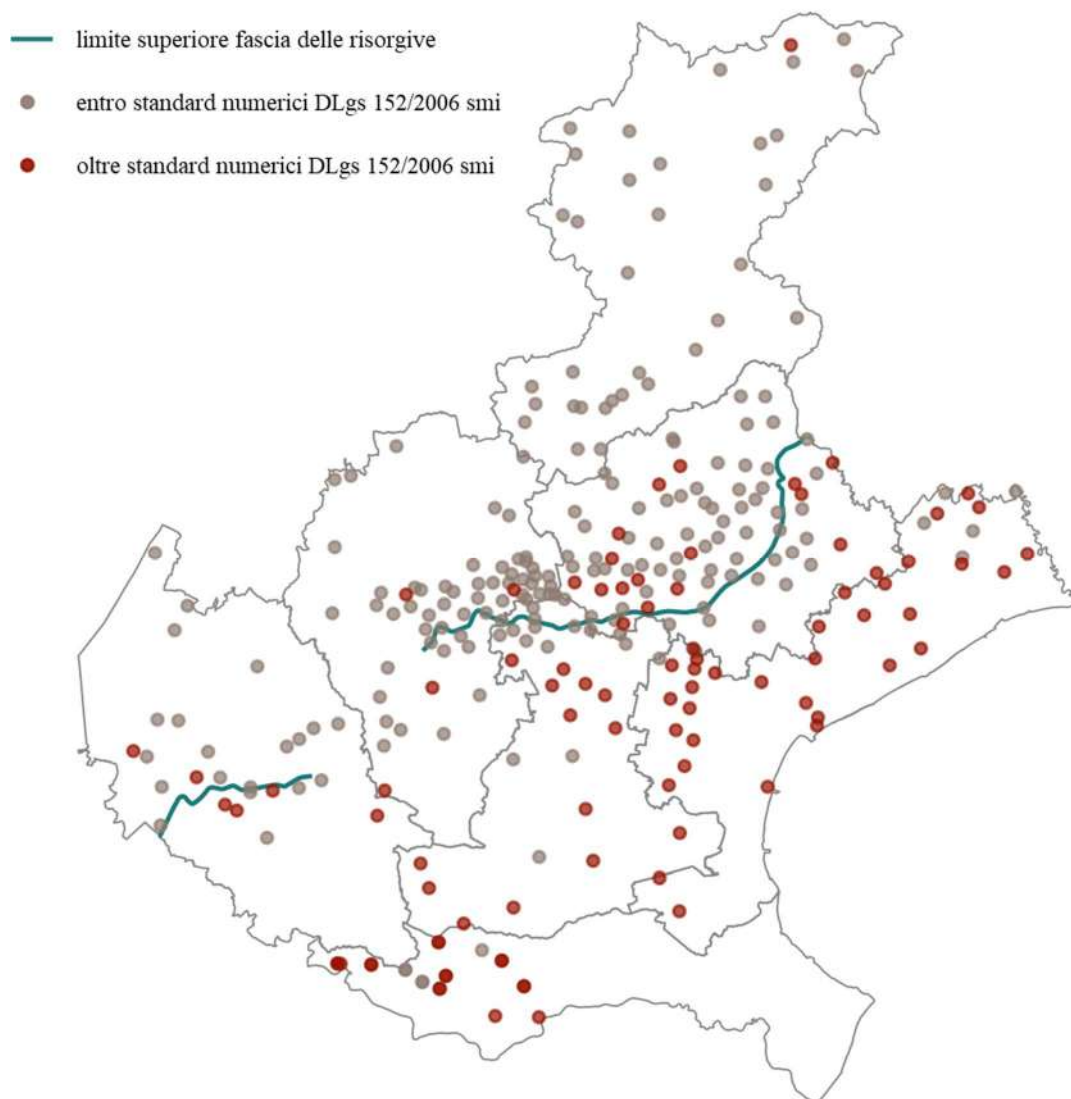 limite superiore fascia delle risorgive
entro standard numerici DLgs 152/2006 smi
oltre standard numerici DLgs 152/2006 smi